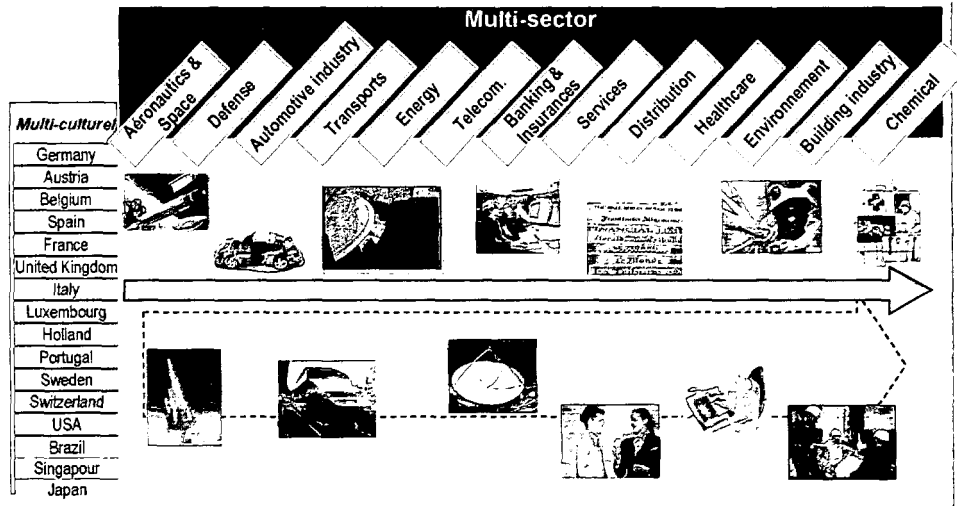 Multi-sector
Aéronautics &
Space
Defense
Automotive industry
Transports
Energy
Telecom.
Banking &
Insurances
Services
Distribution
Healthcare
Environnement
Building industry
Chemical
Multi-culturel
Germany
Austria
Belgium
Spain
France
United Kingdom
Italy
Luxembourg
Holland
Portugal
Sweden
Switzerland
USA
Brazil
Singapour
Japan